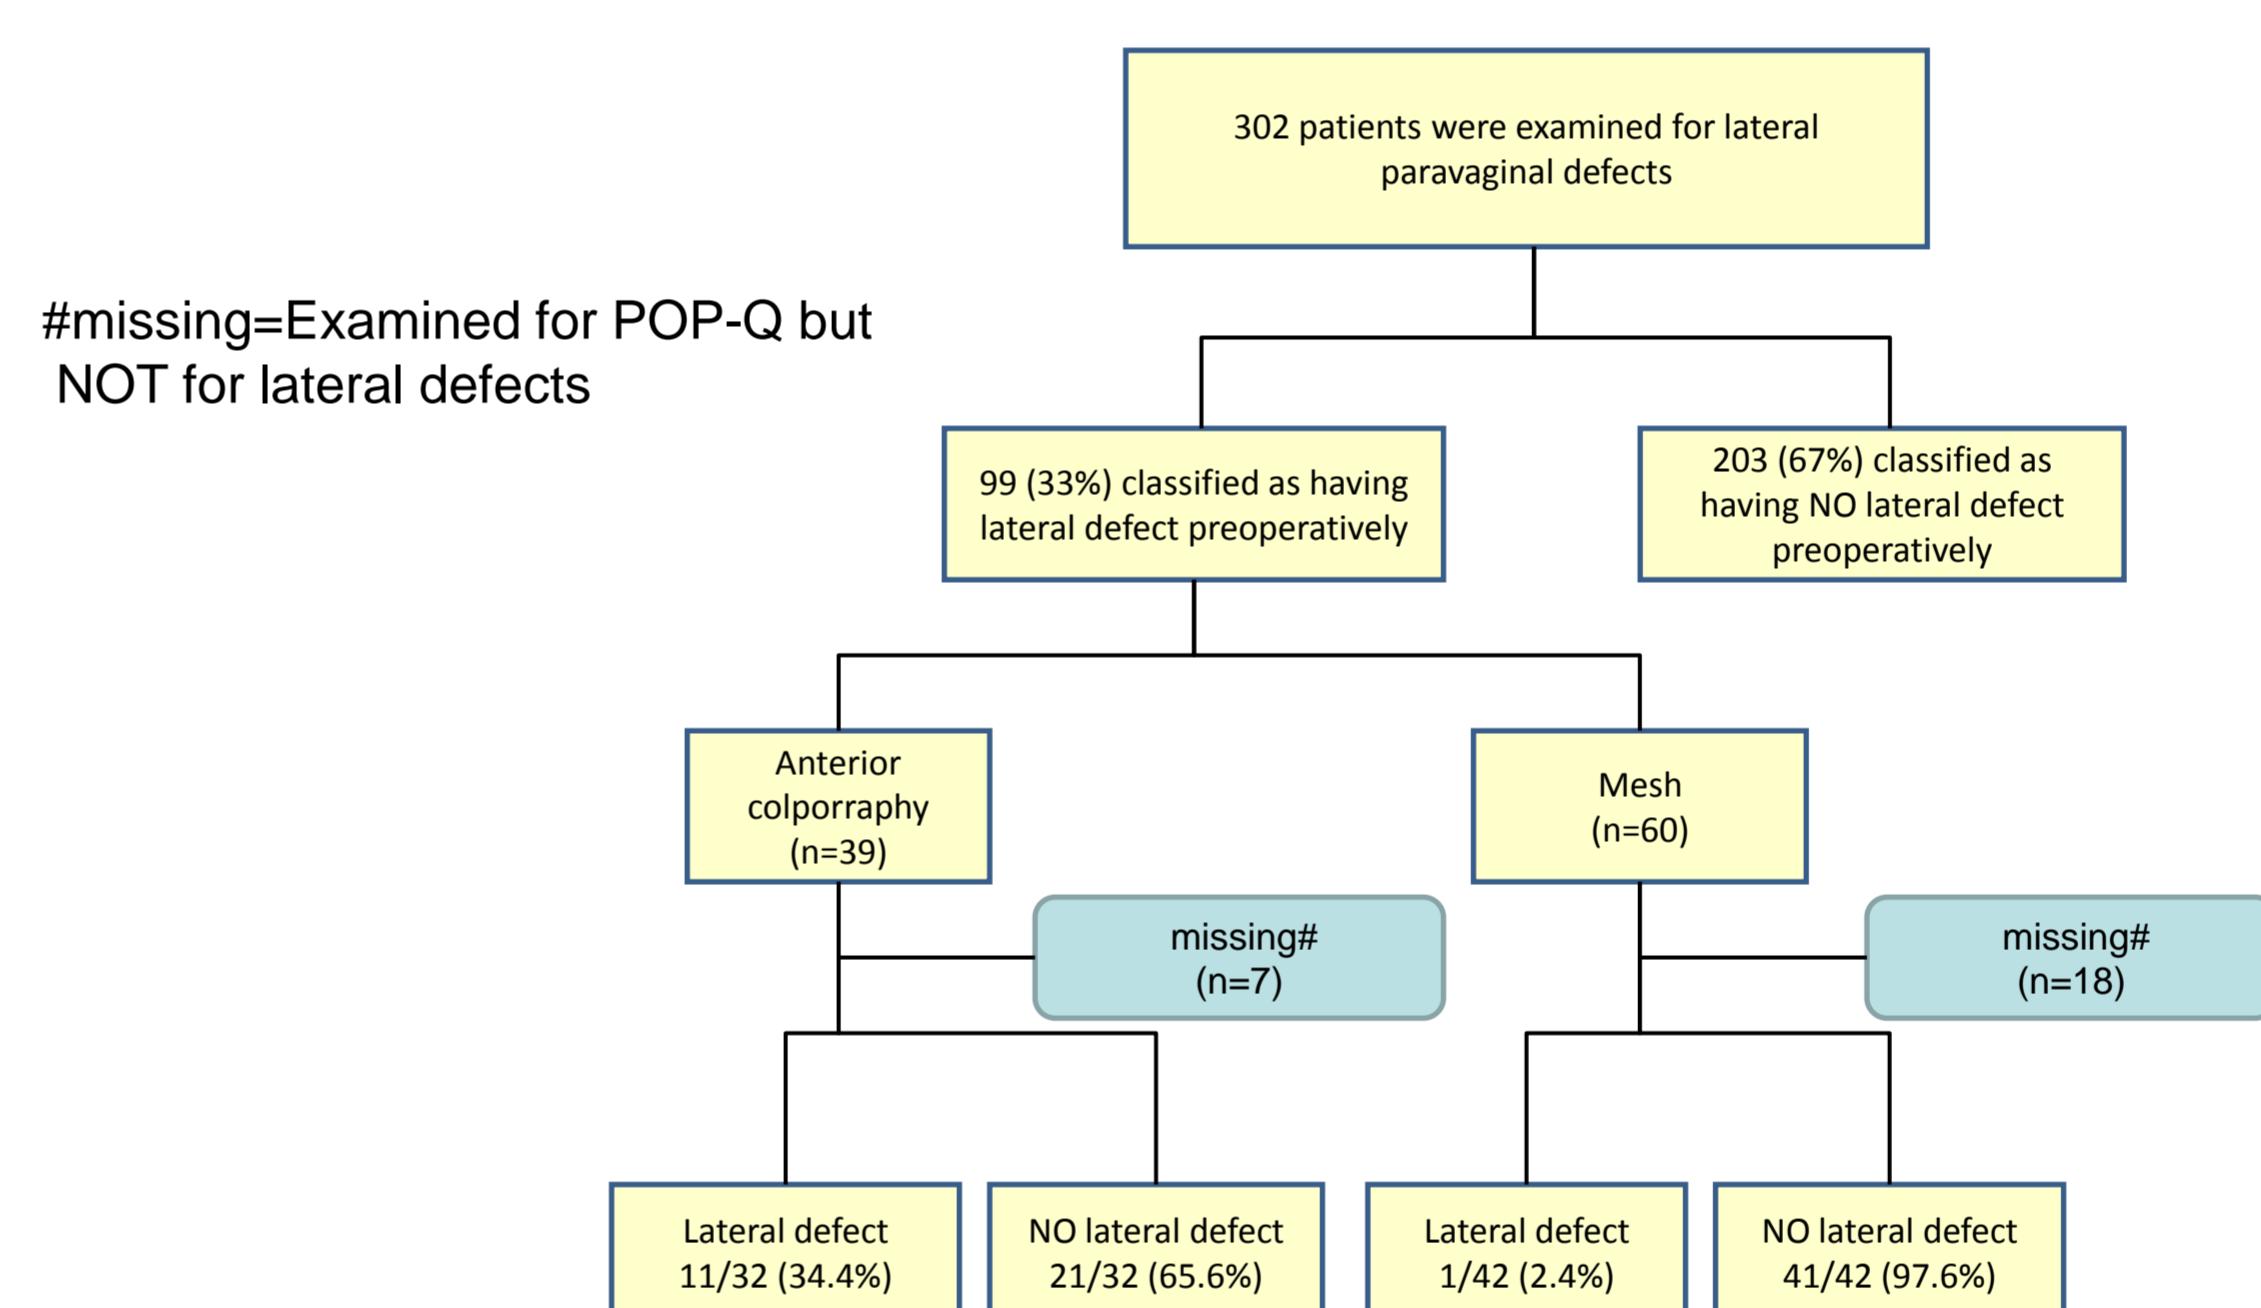 302 patients were examined for lateral
paravaginal defects
#missing=Examined for POP-Q but
NOT for lateral defects
99 (33%) classified as having
lateral defect preoperatively
203 (67%) classified as
having NO lateral defect
preoperatively
Anterior
colporraphy
(n=39)
Mesh
(n=60)
missing#
(n=7)
missing#
(n=18)
Lateral defect
11/32 (34.4%)
NO lateral defect
21/32 (65.6%)
Lateral defect
1/42 (2.4%)
NO lateral defect
41/42 (97.6%)